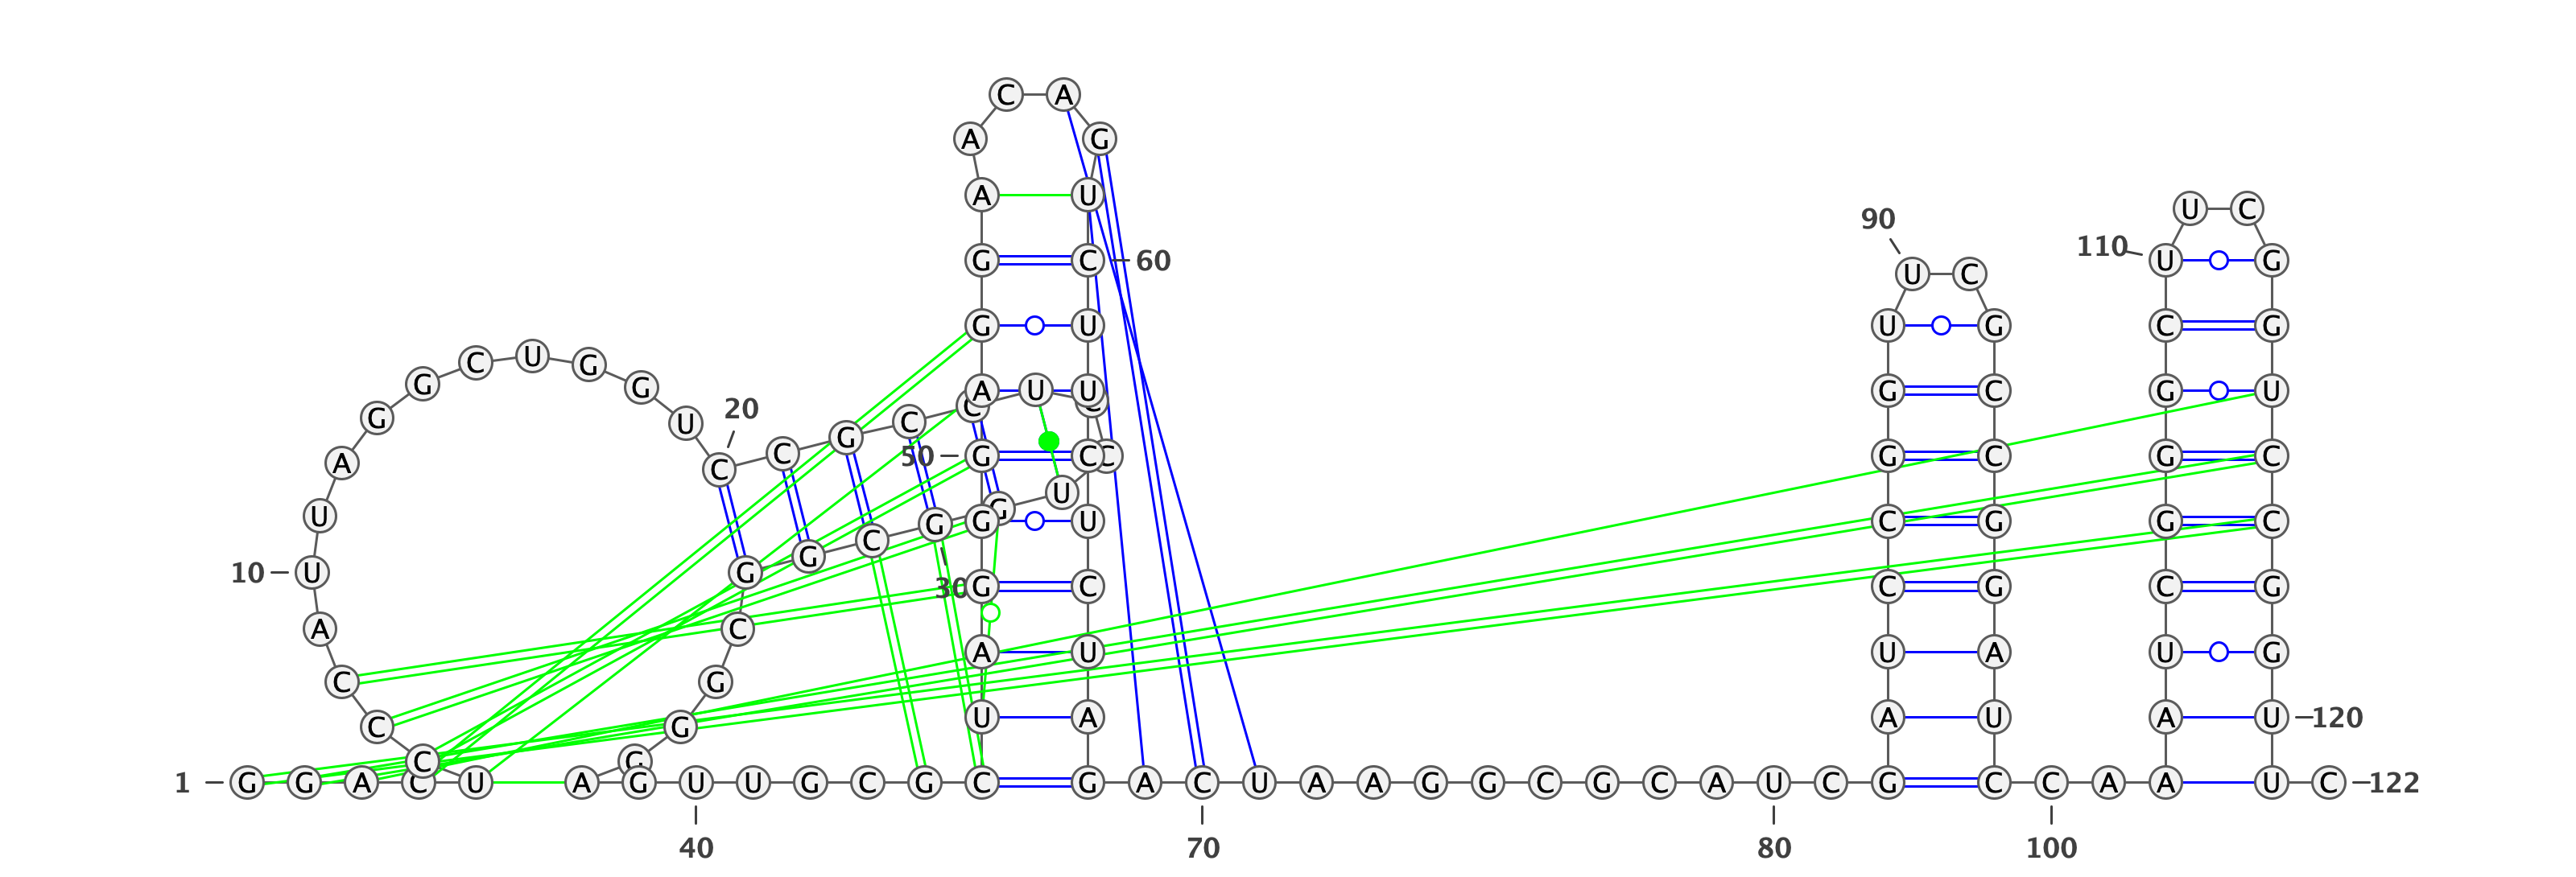 C A
A G
A U
U C
90
110
G C 60 U G
U C
G U U G C G
U
C G
G G
A U U G C G U
20
C C
G U C
G
C 50 G C C G C G C
A C
U
G
U G G U C G G C
C
G
10 U G
30 G C C G C G
A C
A U U A U G
C G
U A A U A U 120
C G
C G
1 G G A C U A G U U G C G C G A C U A A G G C G C A U C G C C A A U C 122
40 70 80 100